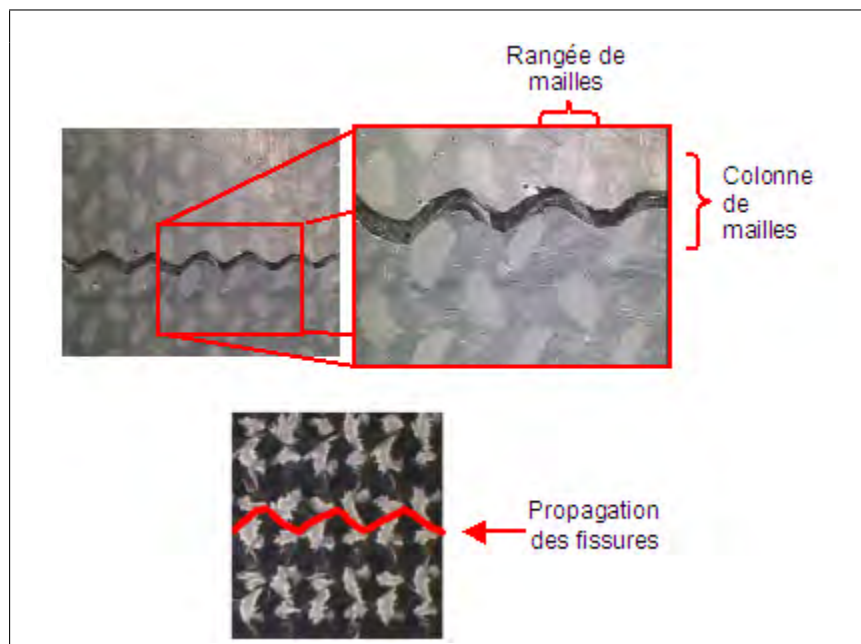 Rangée de
mailles
Colonne
de
mailles
Propagation
des fissures